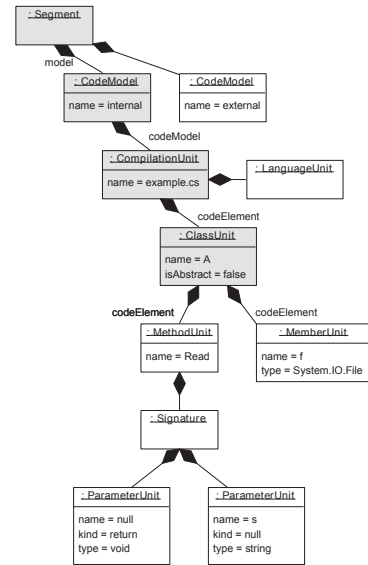 : Segment
model
: CodeModel
name = internal
: CodeModel
name = external
codeModel
: CompilationUnit
name = example.cs
: LanguageUnit
codeElement
: ClassUnit
name = A
isAbstract = false
codeElement
codeElement
: MethodUnit
name = Read
: MemberUnit
name = f
type = System.IO.File
: Signature
: ParameterUnit
name = null
kind = return
type = void
: ParameterUnit
name = s
kind = null
type = string